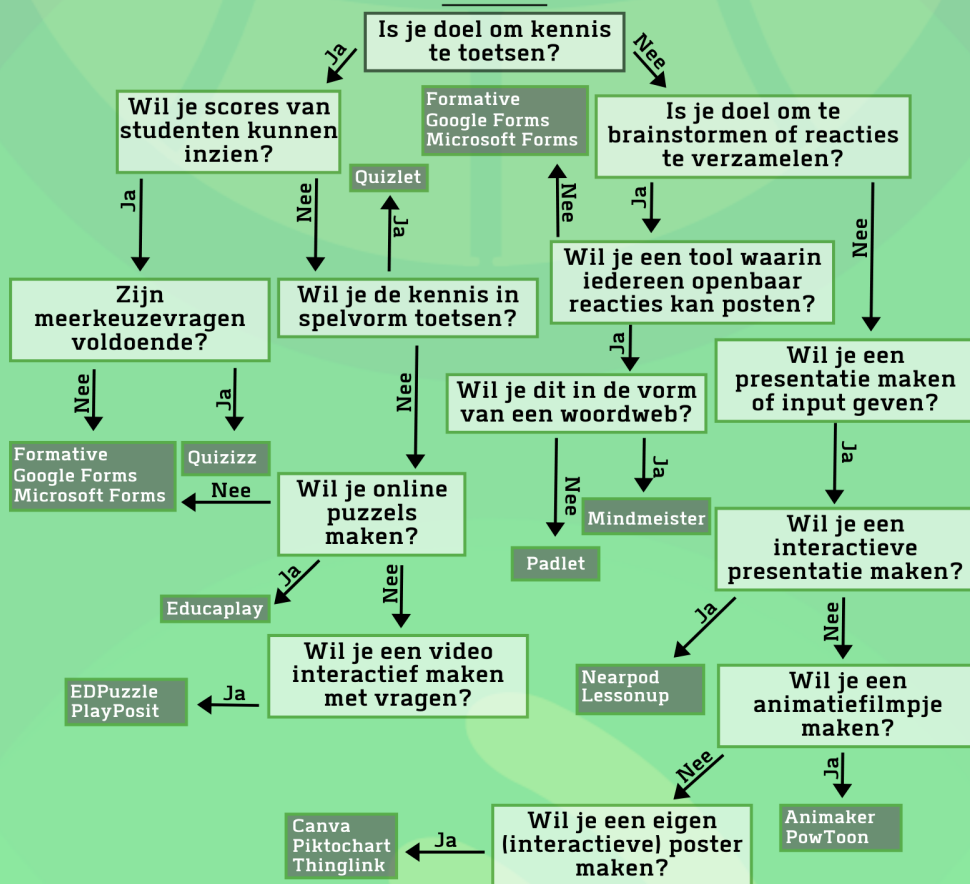 Is je doel om kennis
te toetsen?
Ja
Nee
Wil je scores van
studenten kunnen
inzien?
Formative
Google Forms
Microsoft Forms
Is je doel om te
brainstormen of reacties
te verzamelen?
Quizlet
Ja
Nee
Ja
Nee
Ja
Nee
Wil je een tool waarin
iedereen openbaar
reacties kan posten?
Zijn
meerkeuzevragen
voldoende?
Wil je de kennis in
spelvorm toetsen?
Ja
Wil je een
presentatie maken
of input geven?
Nee
Ja
Nee
Wil je dit in de vorm
van een woordweb?
Ja
Formative
Google Forms
Microsoft Forms
Quizizz
Nee
Wil je online
puzzels
maken?
Nee
Ja
Mindmeister
Padlet
Wil je een
interactieve
presentatie maken?
Ja
Nee
Educaplay
Ja
Nee
Wil je een video
interactief maken
met vragen?
Ja
EDPuzzle
PlayPosit
Nearpod
Lessonup
Wil je een
animatiefilmpje
maken?
Nee
Ja
Animaker
PowToon
Wil je een eigen
(interactieve) poster
maken?
Ja
Canva
Piktochart
Thinglink